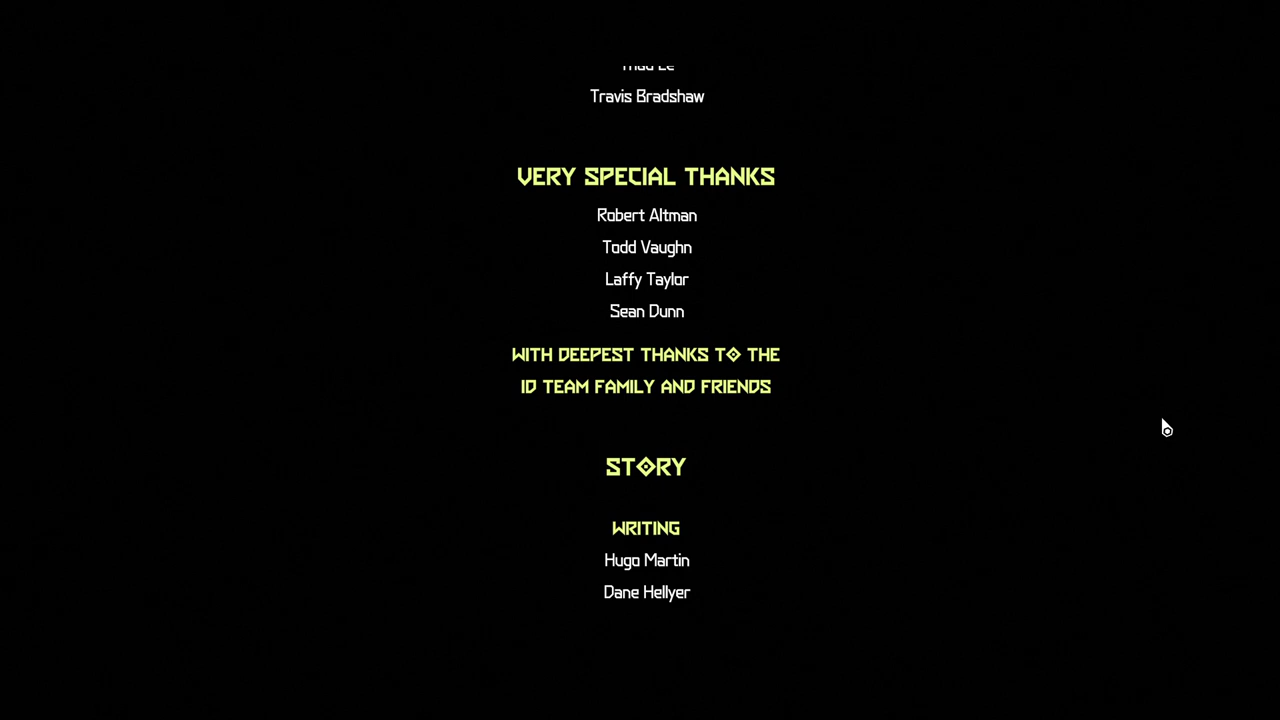 Travis Bradshaw
VERY SPECIAL THANKS
Robert Altman
Todd Vaughn
Laffy Taylor
Sean Dunn
WITH DEEPEST THANKS TO THE
ID TEAM FAMILY AND FRIENDS
STORY
WRITING
Hugo Martin
Dane Hellyer